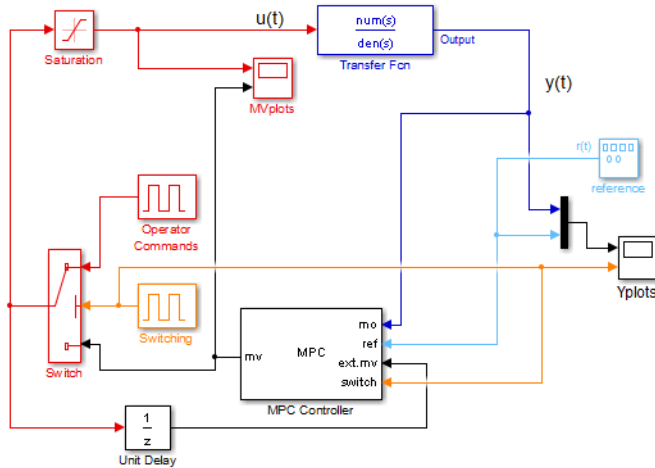 u(t)
num(s)
den(s)
Output
Saturation
Transfer Fcn
y(t)
MVplots
r(t)
reference
Operator
Commands
Yplots
Switching
mo
ref
mv
MPC
ext.mv
switch
Switch
MPC Controller
1
z
Unit Delay